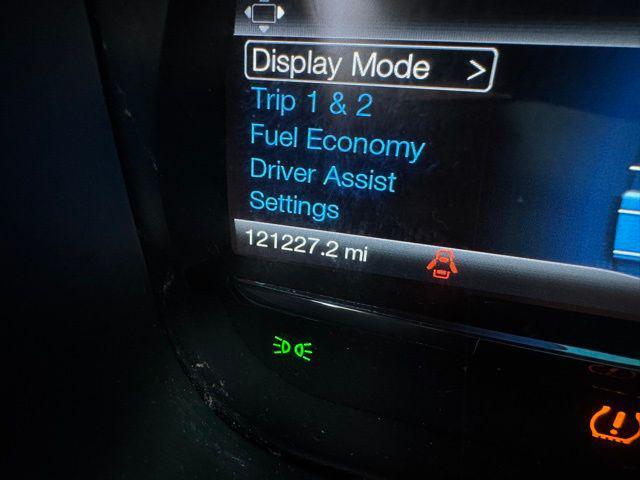 Display Mode >
Trip 1 & 2
Fuel Economy
Driver Assist
Settings
121227.2 mi